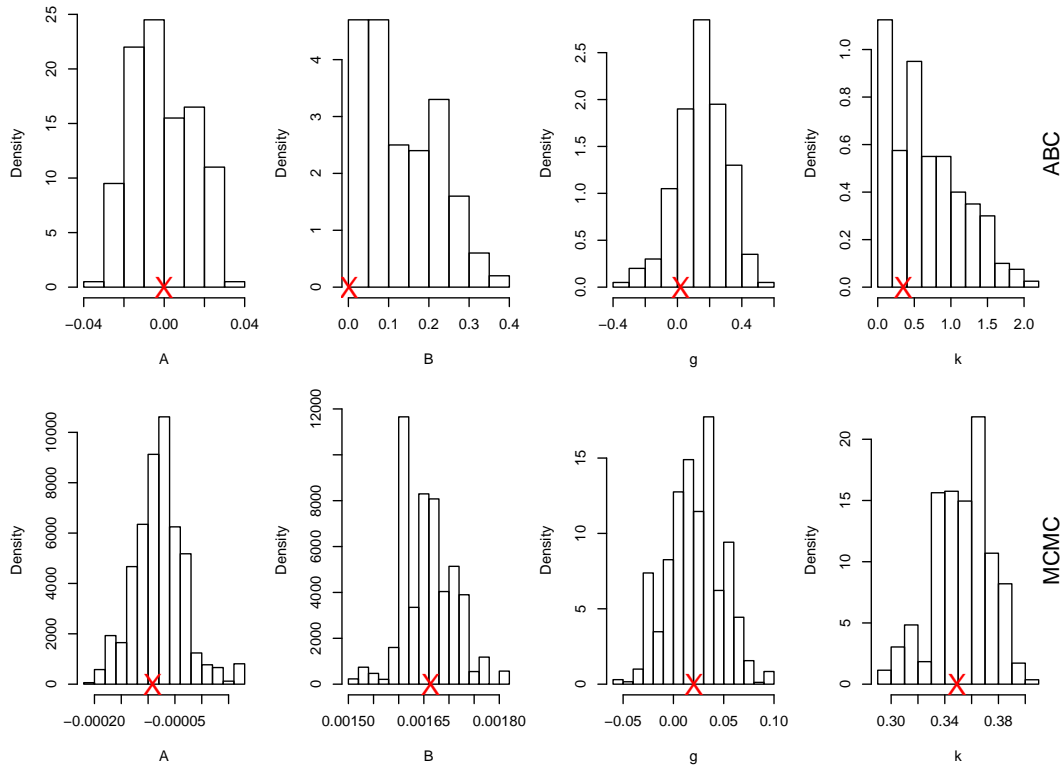 Density
0 5 10 15 20 25
−0.04 0.00 0.04
A
Density
0 1 2 3 4
0.0 0.1 0.2 0.3 0.4
B
Density
0.0 0.5 1.0 1.5 2.0 2.5
−0.4 0.0 0.4
g
Density
0.0 0.2 0.4 0.6 0.8 1.0
0.0 0.5 1.0 1.5 2.0
k
ABC
Density
0 2000 4000 6000 8000 10000
−0.00020 −0.00005
A
Density
0 2000 4000 6000 8000 12000
0.00150 0.00165 0.00180
B
Density
0 5 10 15
−0.05 0.00 0.05 0.10
g
Density
0 5 10 15 20
0.30 0.34 0.38
k
MCMC